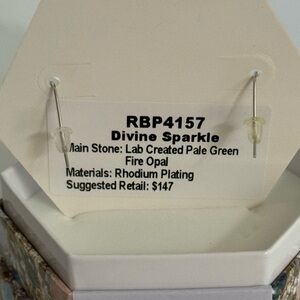 RBP4157
Divine Sparkle
Main Stone: Lab Created Pale Green
Fire Opal
Materials: Rhodium Plating
Suggested Retail: $147